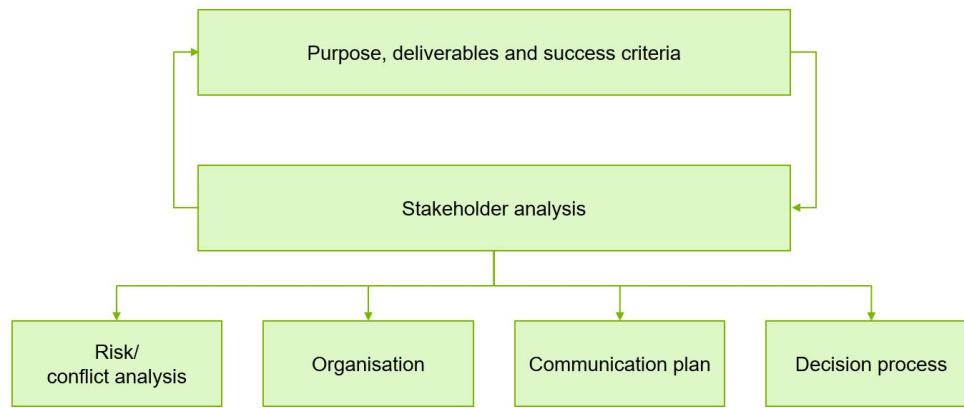 Purpose, deliverables and success criteria
Stakeholder analysis
Risk/
conflict analysis
Organisation
Communication plan
Decision process